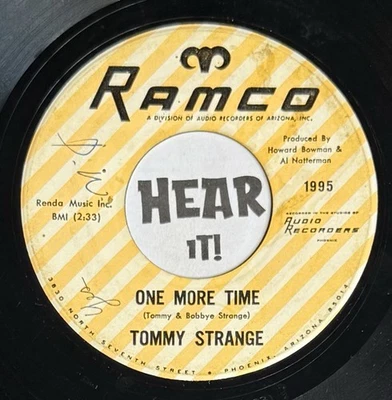 RAMCO
A DIVISION OF AUDIO RECORDERS OF ARIZONA, INC.
Produced By
Howard Bowman &
Al Natterman
1995
Renda Music Inc.
BMI (2:33)
HEAR
IT!
RECORDED IN THE STUDIOS OF
AUDIO
RECORDERS
PHOENIX
ONE MORE TIME
(Tommy & Bobbye Strange)
TOMMY STRANGE
3830 NORTH SEVENTH STREET • PHOENIX, ARIZONA 85014